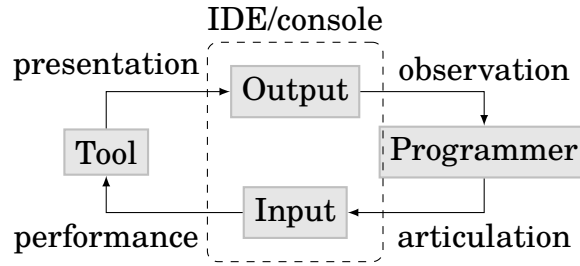 IDE/console
presentation
Output
observation
Tool
Programmer
Input
performance
articulation